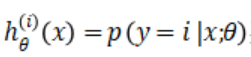 h_θ^{(i)}(x) = p(y = i | x; θ)